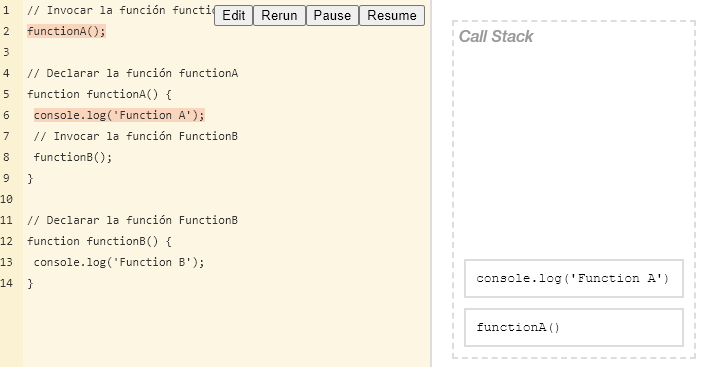 1 // Invocar la función functio
Edit Rerun Pause Resume
2 functionA();
3
4 // Declarar la función functionA
5 function functionA() {
6 console.log('Function A');
7 // Invocar la función FunctionB
8 functionB();
9 }
10
11 // Declarar la función FunctionB
12 function functionB() {
13 console.log('Function B');
14 }
Call Stack
console.log('Function A')
functionA()